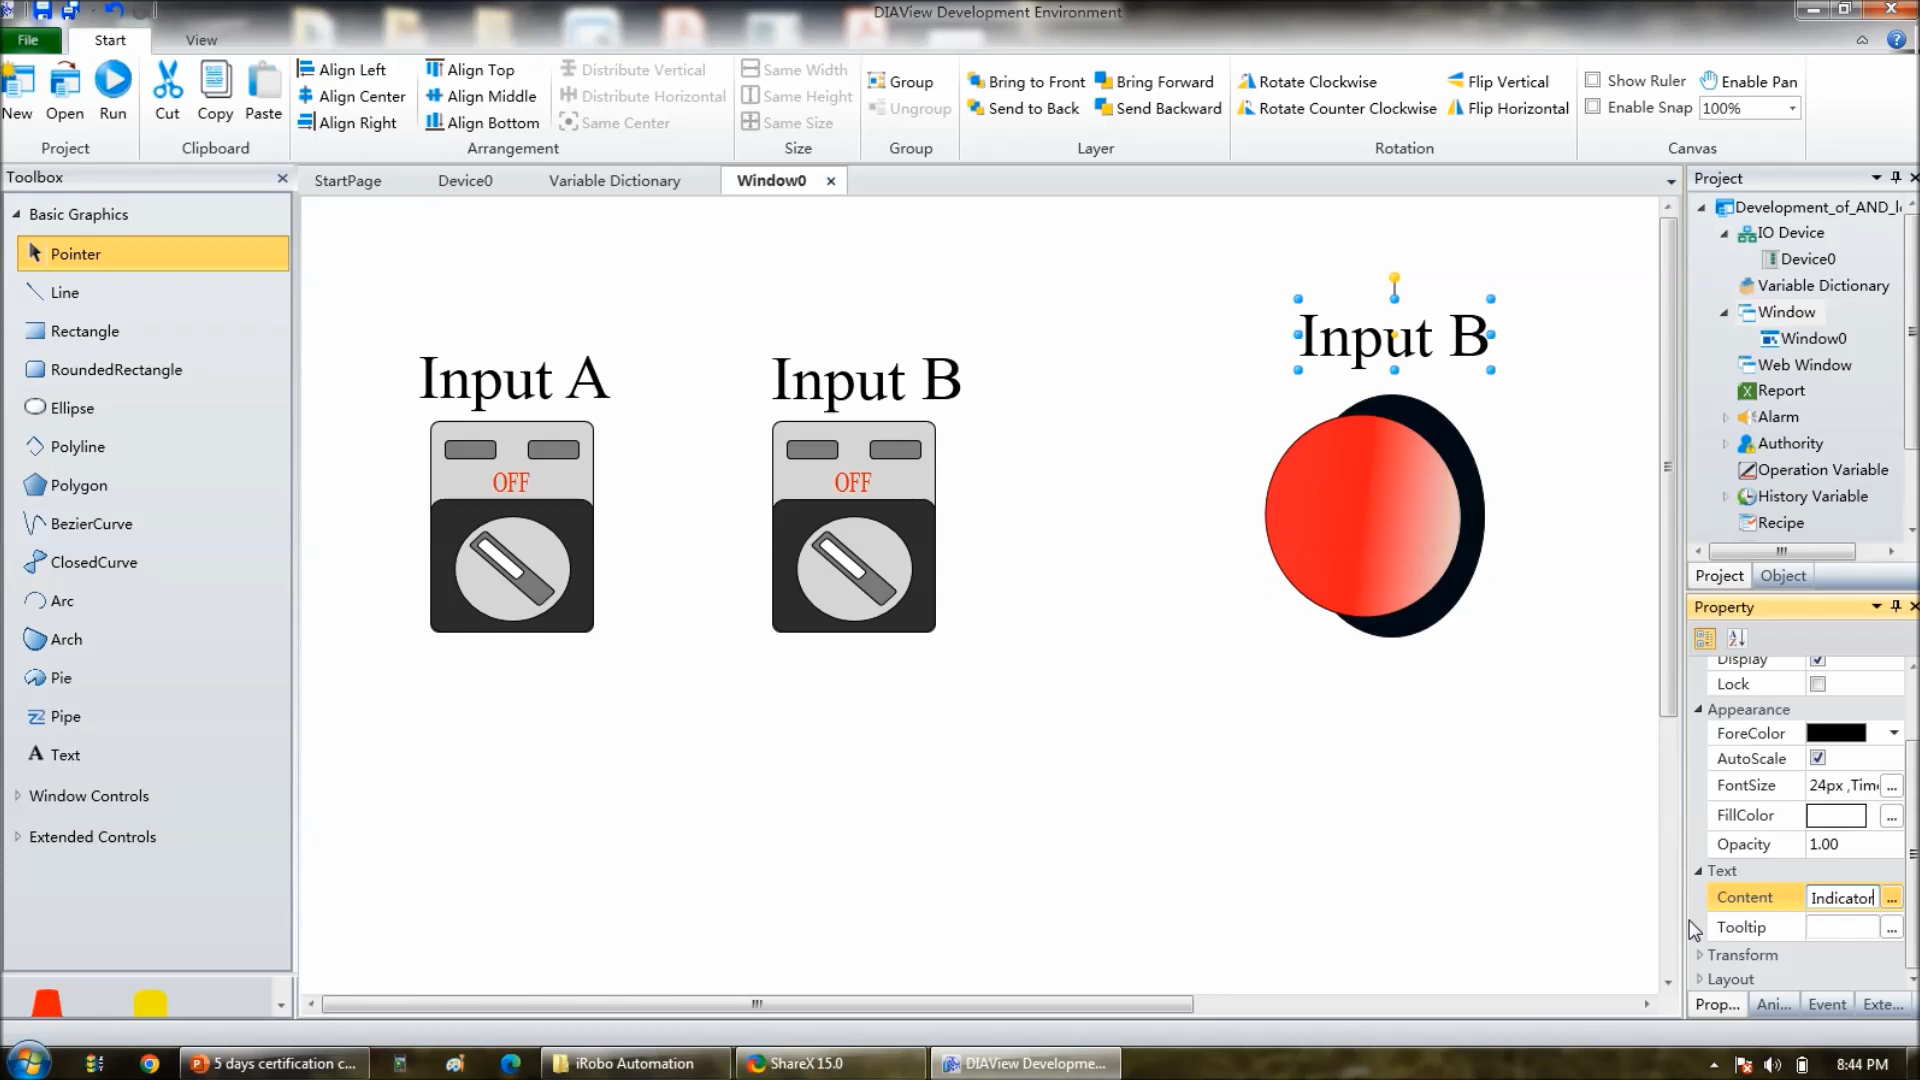 DIAView Development Environment
File Start View
New Open Run
Project
Cut Copy Paste
Clipboard
Align Left Align Top Distribute Vertical
Align Center Align Middle Distribute Horizontal
Align Right Align Bottom Same Center
Arrangement
Same Width
Same Height
Same Size
Size
Group
Ungroup
Group
Bring to Front Bring Forward
Send to Back Send Backward
Layer
Rotate Clockwise Flip Vertical
Rotate Counter Clockwise Flip Horizontal
Rotation
Show Ruler Enable Pan
Enable Snap 100%
Canvas
Toolbox
Basic Graphics
Pointer
Line
Rectangle
RoundedRectangle
Ellipse
Polyline
Polygon
BezierCurve
ClosedCurve
Arc
Arch
Pie
Pipe
Text
Window Controls
Extended Controls
StartPage Device0 Variable Dictionary Window0
Input A
Input B
Input B
OFF
OFF
Project
Development_of_AND_l
IO Device
Device0
Variable Dictionary
Window
Window0
Web Window
Report
Alarm
Authority
Operation Variable
History Variable
Recipe
Project Object
Property
Display
Lock
Appearance
ForeColor
AutoScale
FontSize 24px ,Tim ...
FillColor ...
Opacity 1.00
Text
Content Indicator ...
Tooltip ...
Transform
Layout
Prop... Ani... Event Exte...
5 days certification c... iRobo Automation ShareX 15.0 DIAView Developme... 8:44 PM